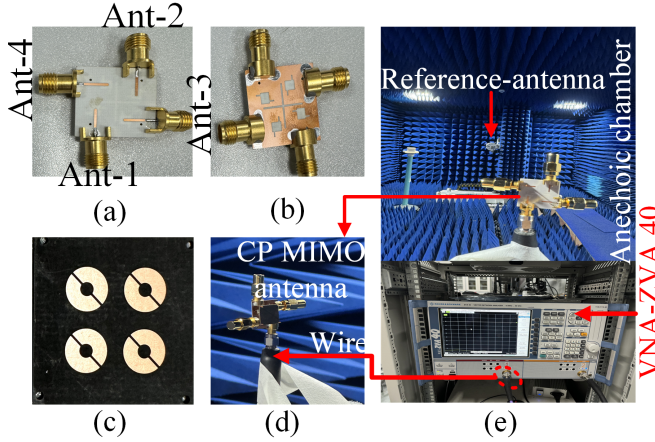 Ant-2
Ant-4
Ant-3
Ant-1
(a)
(b)
Reference-antenna
Anechoic chamber
CP MIMO
antenna
Wire
VNA-ZVA 40
(c)
(d)
(e)